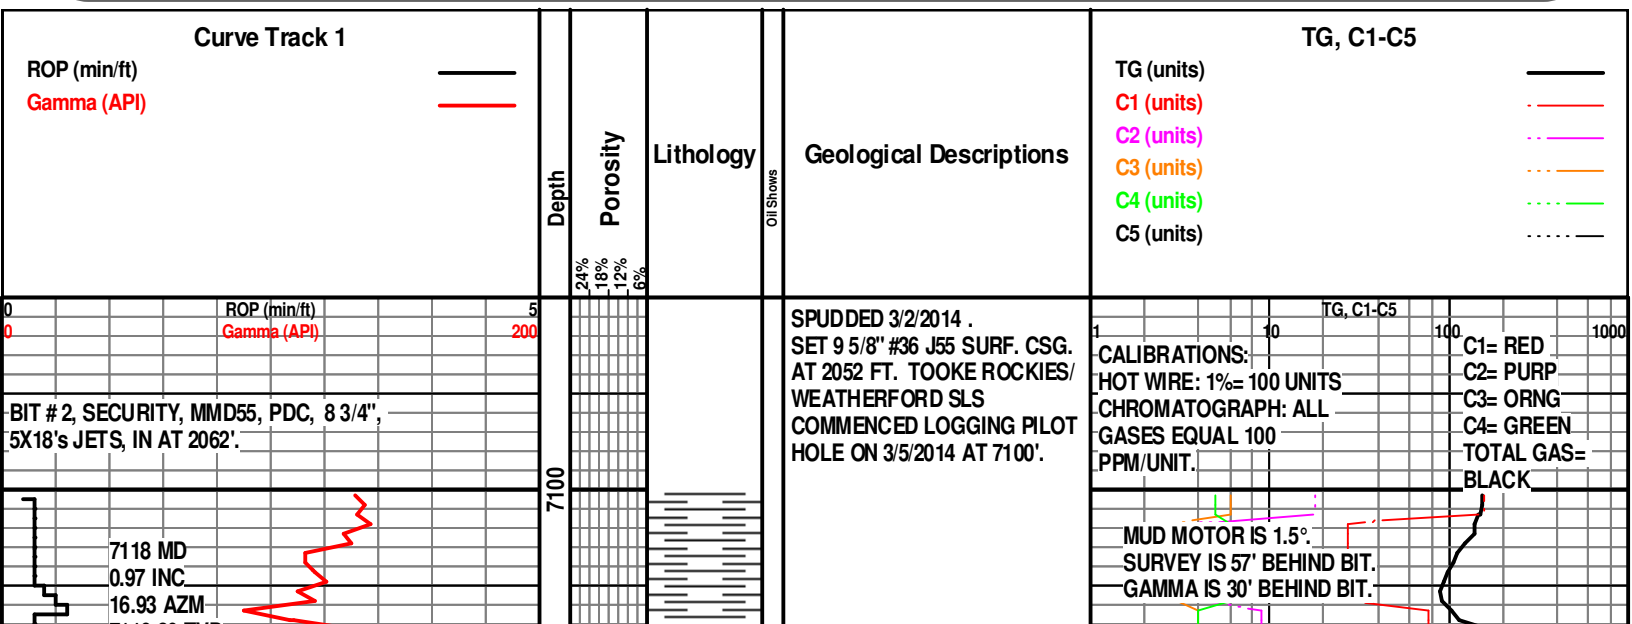 Curve Track 1
ROP (min/ft)
Gamma (API)
Depth
Porosity
24%
18%
12%
6%
Lithology
Oil Shows
Geological Descriptions
TG, C1-C5
TG (units)
C1 (units)
C2 (units)
C3 (units)
C4 (units)
C5 (units)
0 ROP (min/ft) 5
0 Gamma (API) 200
BIT # 2, SECURITY, MMD55, PDC, 8 3/4",
5X18's JETS, IN AT 2062'.
7118 MD
0.97 INC
16.93 AZM
7100
SPUDDED 3/2/2014 .
SET 9 5/8" #36 J55 SURF. CSG.
AT 2052 FT. TOOKE ROCKIES/
WEATHERFORD SLS
COMMENCED LOGGING PILOT
HOLE ON 3/5/2014 AT 7100'.
TG, C1-C5
1 10 100 1000
CALIBRATIONS:
HOT WIRE: 1%= 100 UNITS
CHROMATOGRAPH: ALL
GASES EQUAL 100
PPM/UNIT.
C1= RED
C2= PURP
C3= ORNG
C4= GREEN
TOTAL GAS=
BLACK
MUD MOTOR IS 1.5°.
SURVEY IS 57' BEHIND BIT.
GAMMA IS 30' BEHIND BIT.